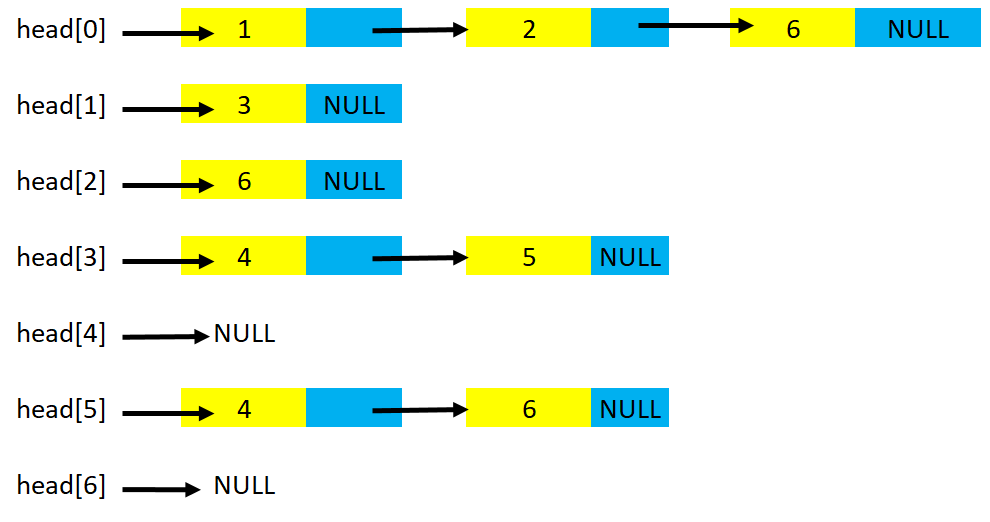 head[0] 1 2 6 NULL
head[1] 3 NULL
head[2] 6 NULL
head[3] 4 5 NULL
head[4] NULL
head[5] 4 6 NULL
head[6] NULL